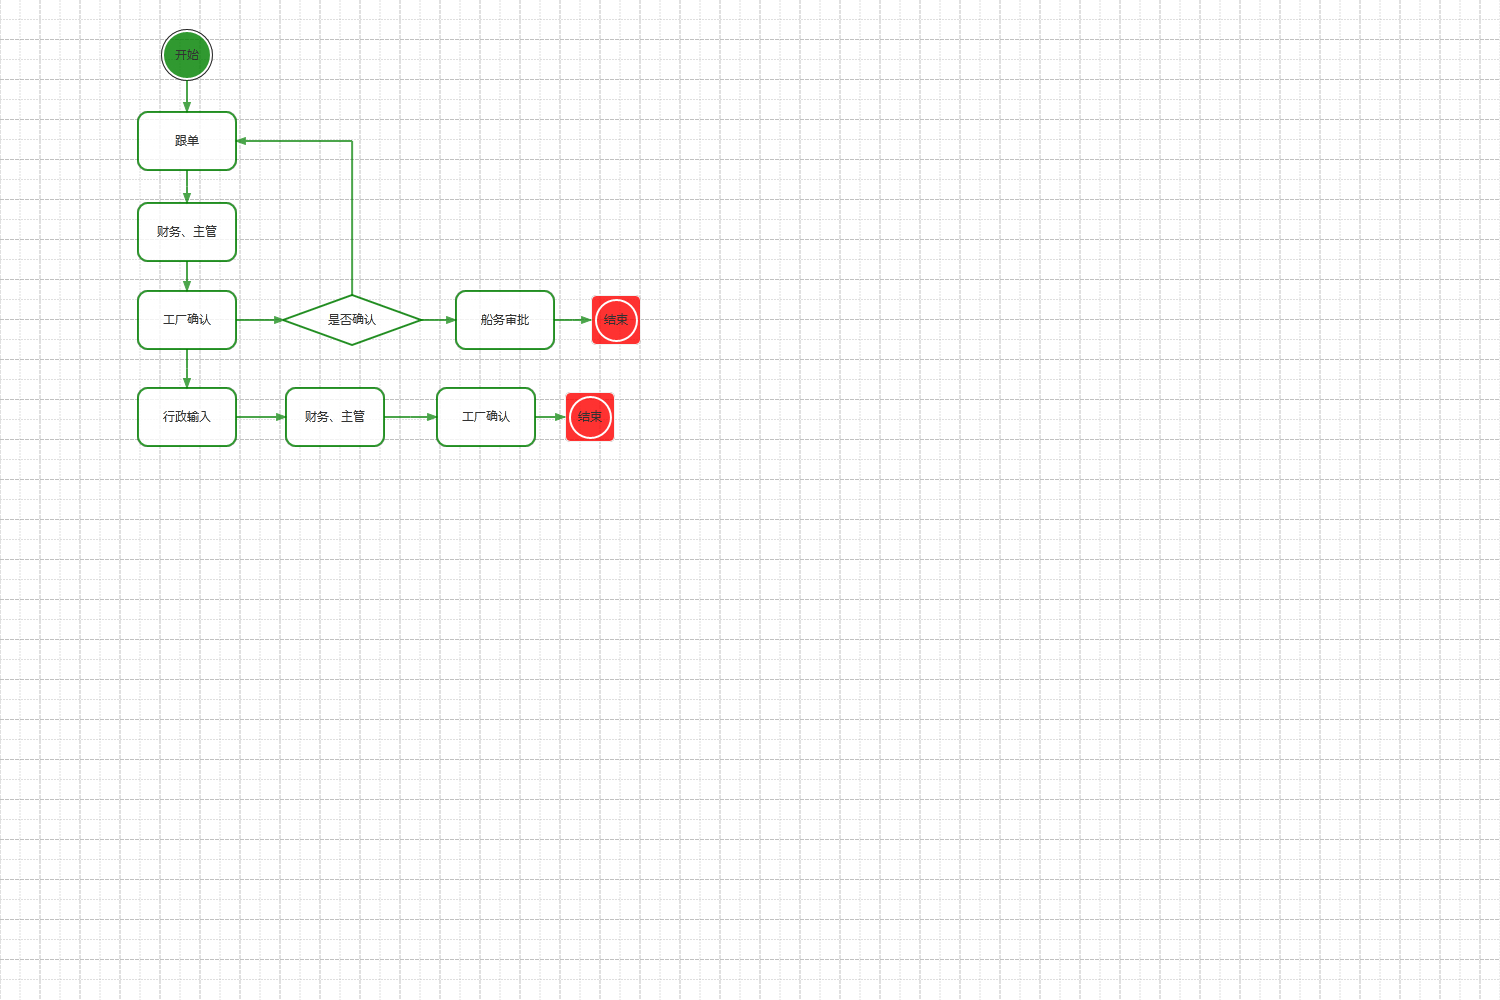 开始
跟单
财务、主管
工厂确认
是否确认
船务审批
结束
行政输入
财务、主管
工厂确认
结束